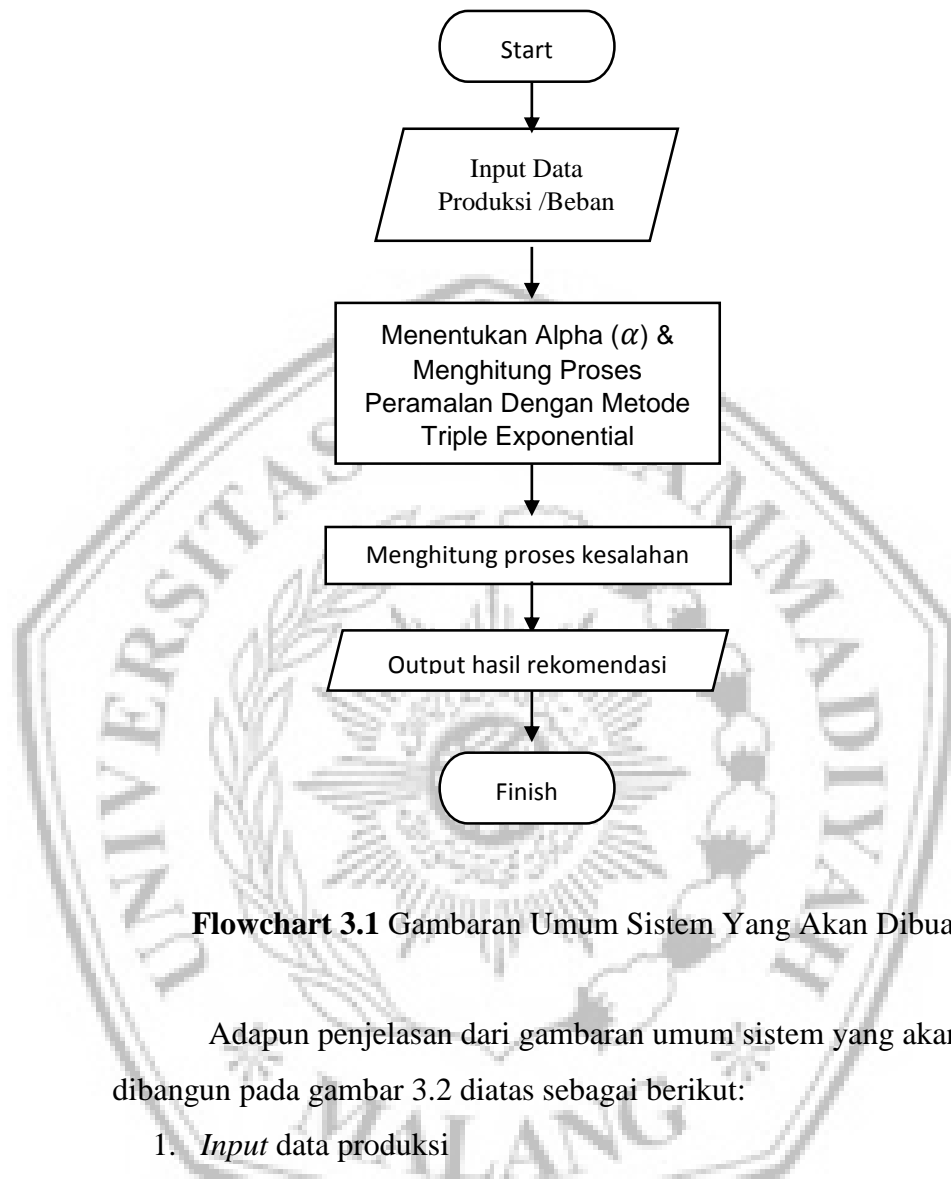 Start
Input Data
Produksi /Beban
Menentukan Alpha (𝛼) &
Menghitung Proses
Peramalan Dengan Metode
Triple Exponential
Menghitung proses kesalahan
Output hasil rekomendasi
Finish
Flowchart 3.1 Gambaran Umum Sistem Yang Akan Dibua
Adapun penjelasan dari gambaran umum sistem yang akan
dibangun pada gambar 3.2 diatas sebagai berikut:
1. Input data produksi
UNIVERSITAS
MALANG